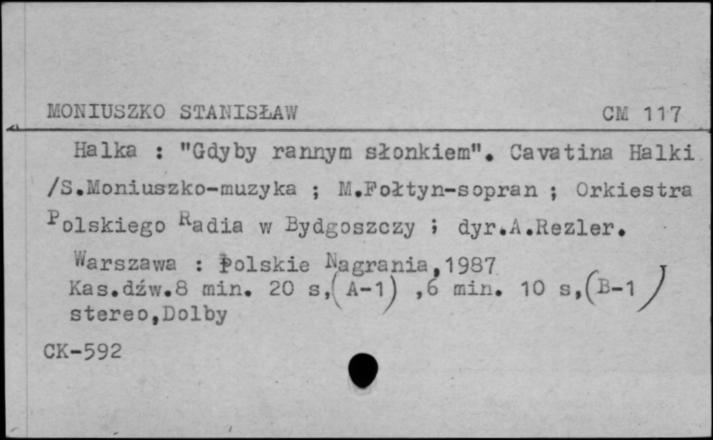 MONIUSZKO STANISŁAW CM 117
Halka : "Gdyby rannym słonkiem". Cavatina Halki
/S.Moniuszko-muzyka ; M.Fołtyn-sopran ; Orkiestra
Polskiego Radia w Bydgoszczy ; dyr.A.Rezler.
Warszawa : Polskie Nagrania,1987
Kas.dźw.8 min. 20 s,(A-1) ,6 min. 10 s,(B-1)
stereo,Dolby
CK-592